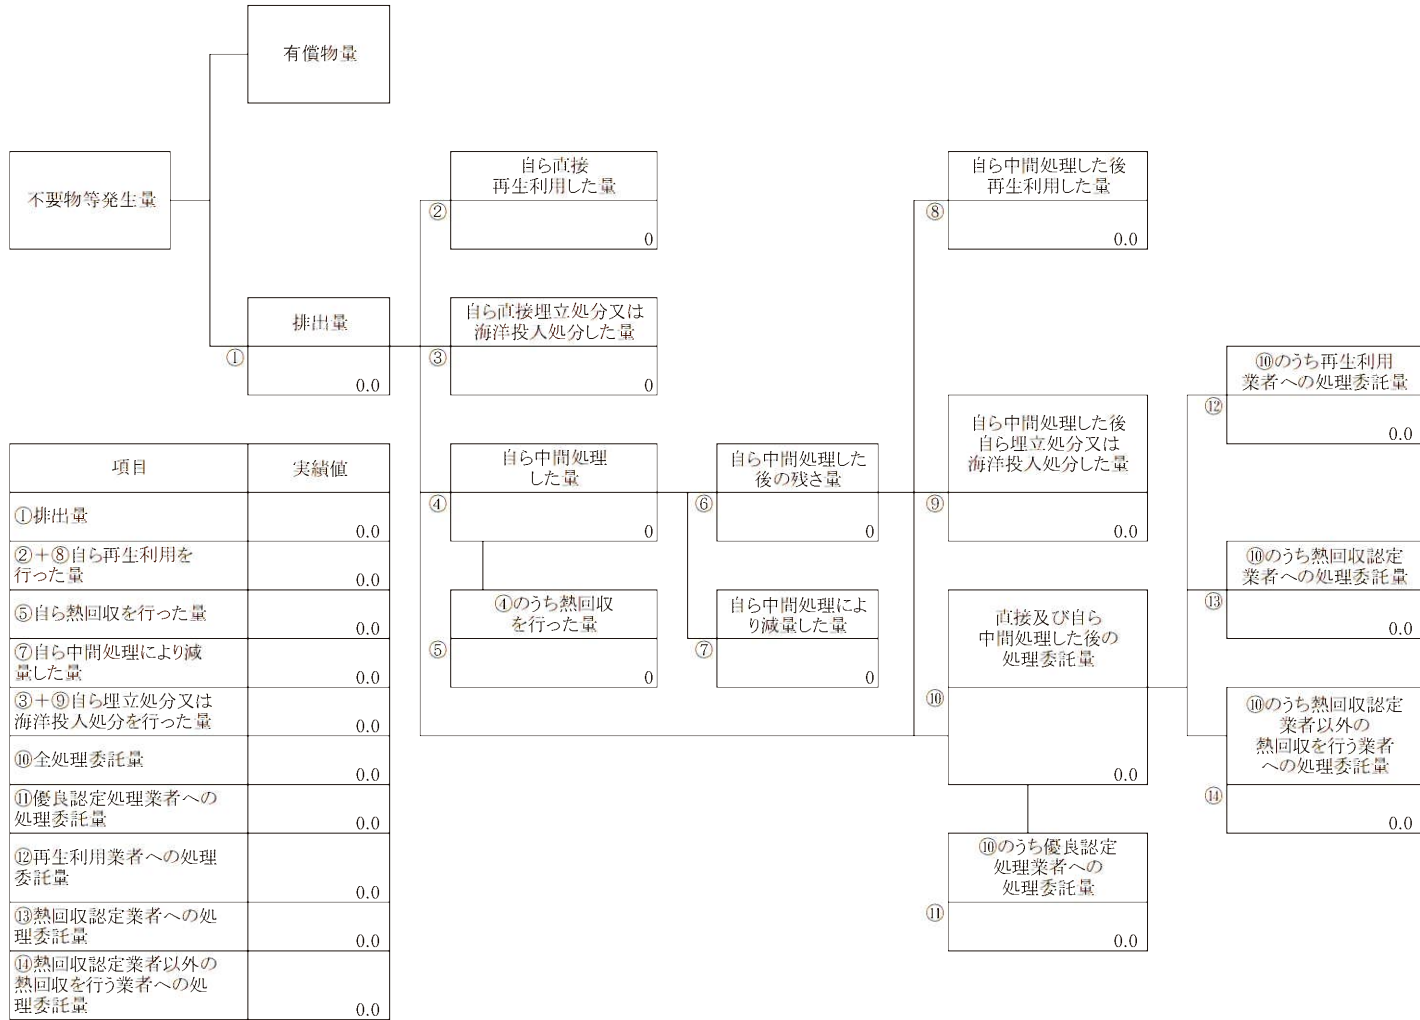 有償物量
不要物等発生量
自ら直接
再生利用した量
②
0
自ら中間処理した後
再生利用した量
⑧
0.0
排出量
①
0.0
自ら直接埋立処分又は
海洋投入処分した量
③
0
⑩のうち再生利用
業者への処理委託量
⑫
0.0
自ら中間処理
した量
④
0
自ら中間処理した
後の残さ量
⑥
0
自ら中間処理した後
自ら埋立処分又は
海洋投入処分した量
⑨
0.0
⑩のうち熱回収認定
業者への処理委託量
⑬
0.0
④のうち熱回収
を行った量
⑤
0
自ら中間処理によ
り減量した量
⑦
0
直接及び自ら
中間処理した後の
処理委託量
⑩
0.0
⑩のうち熱回収認定
業者以外の
熱回収を行う業者
への処理委託量
⑭
0.0
⑩のうち優良認定
処理業者への
処理委託量
⑪
0.0
項目
実績値
①排出量
0.0
②＋⑧自ら再生利用を
行った量
0.0
⑤自ら熱回収を行った量
0.0
⑦自ら中間処理により減
量した量
0.0
③＋⑨自ら埋立処分又は
海洋投入処分を行った量
0.0
⑩全処理委託量
0.0
⑪優良認定処理業者への
処理委託量
0.0
⑫再生利用業者への処理
委託量
0.0
⑬熱回収認定業者への処
理委託量
0.0
⑭熱回収認定業者以外の
熱回収を行う業者への処
理委託量
0.0